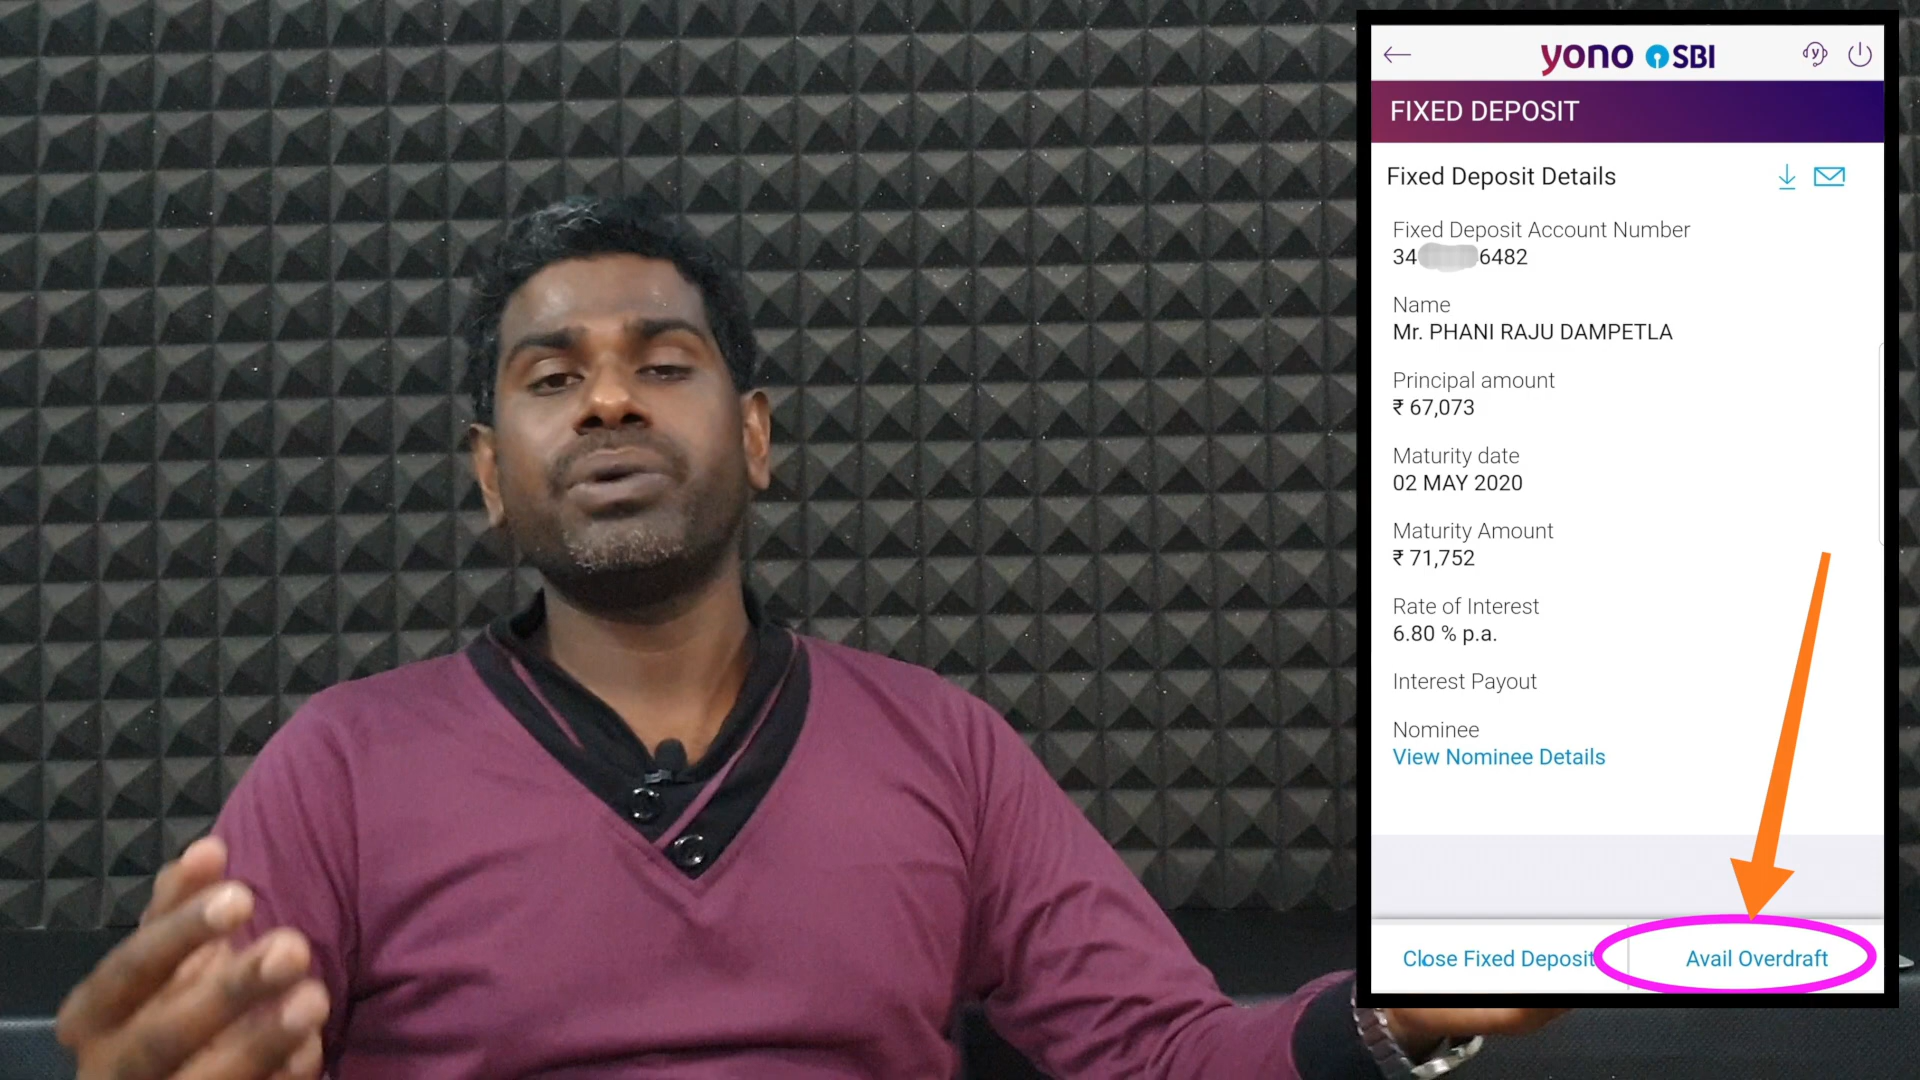 yono SBI
FIXED DEPOSIT
Fixed Deposit Details
Fixed Deposit Account Number
34 6482
Name
Mr. PHANI RAJU DAMPETLA
Principal amount
₹ 67,073
Maturity date
02 MAY 2020
Maturity Amount
₹ 71,752
Rate of Interest
6.80 % p.a.
Interest Payout
Nominee
View Nominee Details
Close Fixed Deposit Avail Overdraft